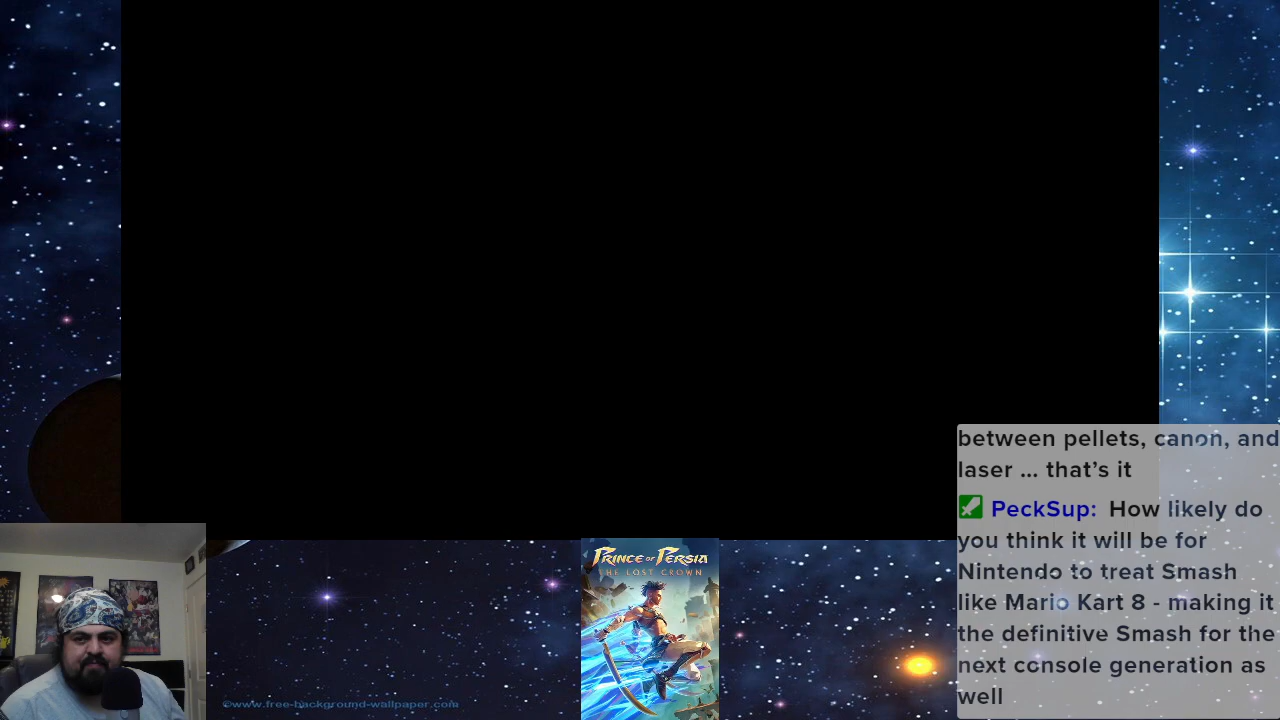 between pellets, canon, and
laser ... that’s it
PeckSup: How likely do
you think it will be for
Nintendo to treat Smash
like Mario Kart 8 - making it
the definitive Smash for the
next console generation as
well
PRINCE OF PERSIA
THE LOST CROWN
©www.free-background-wallpaper.com